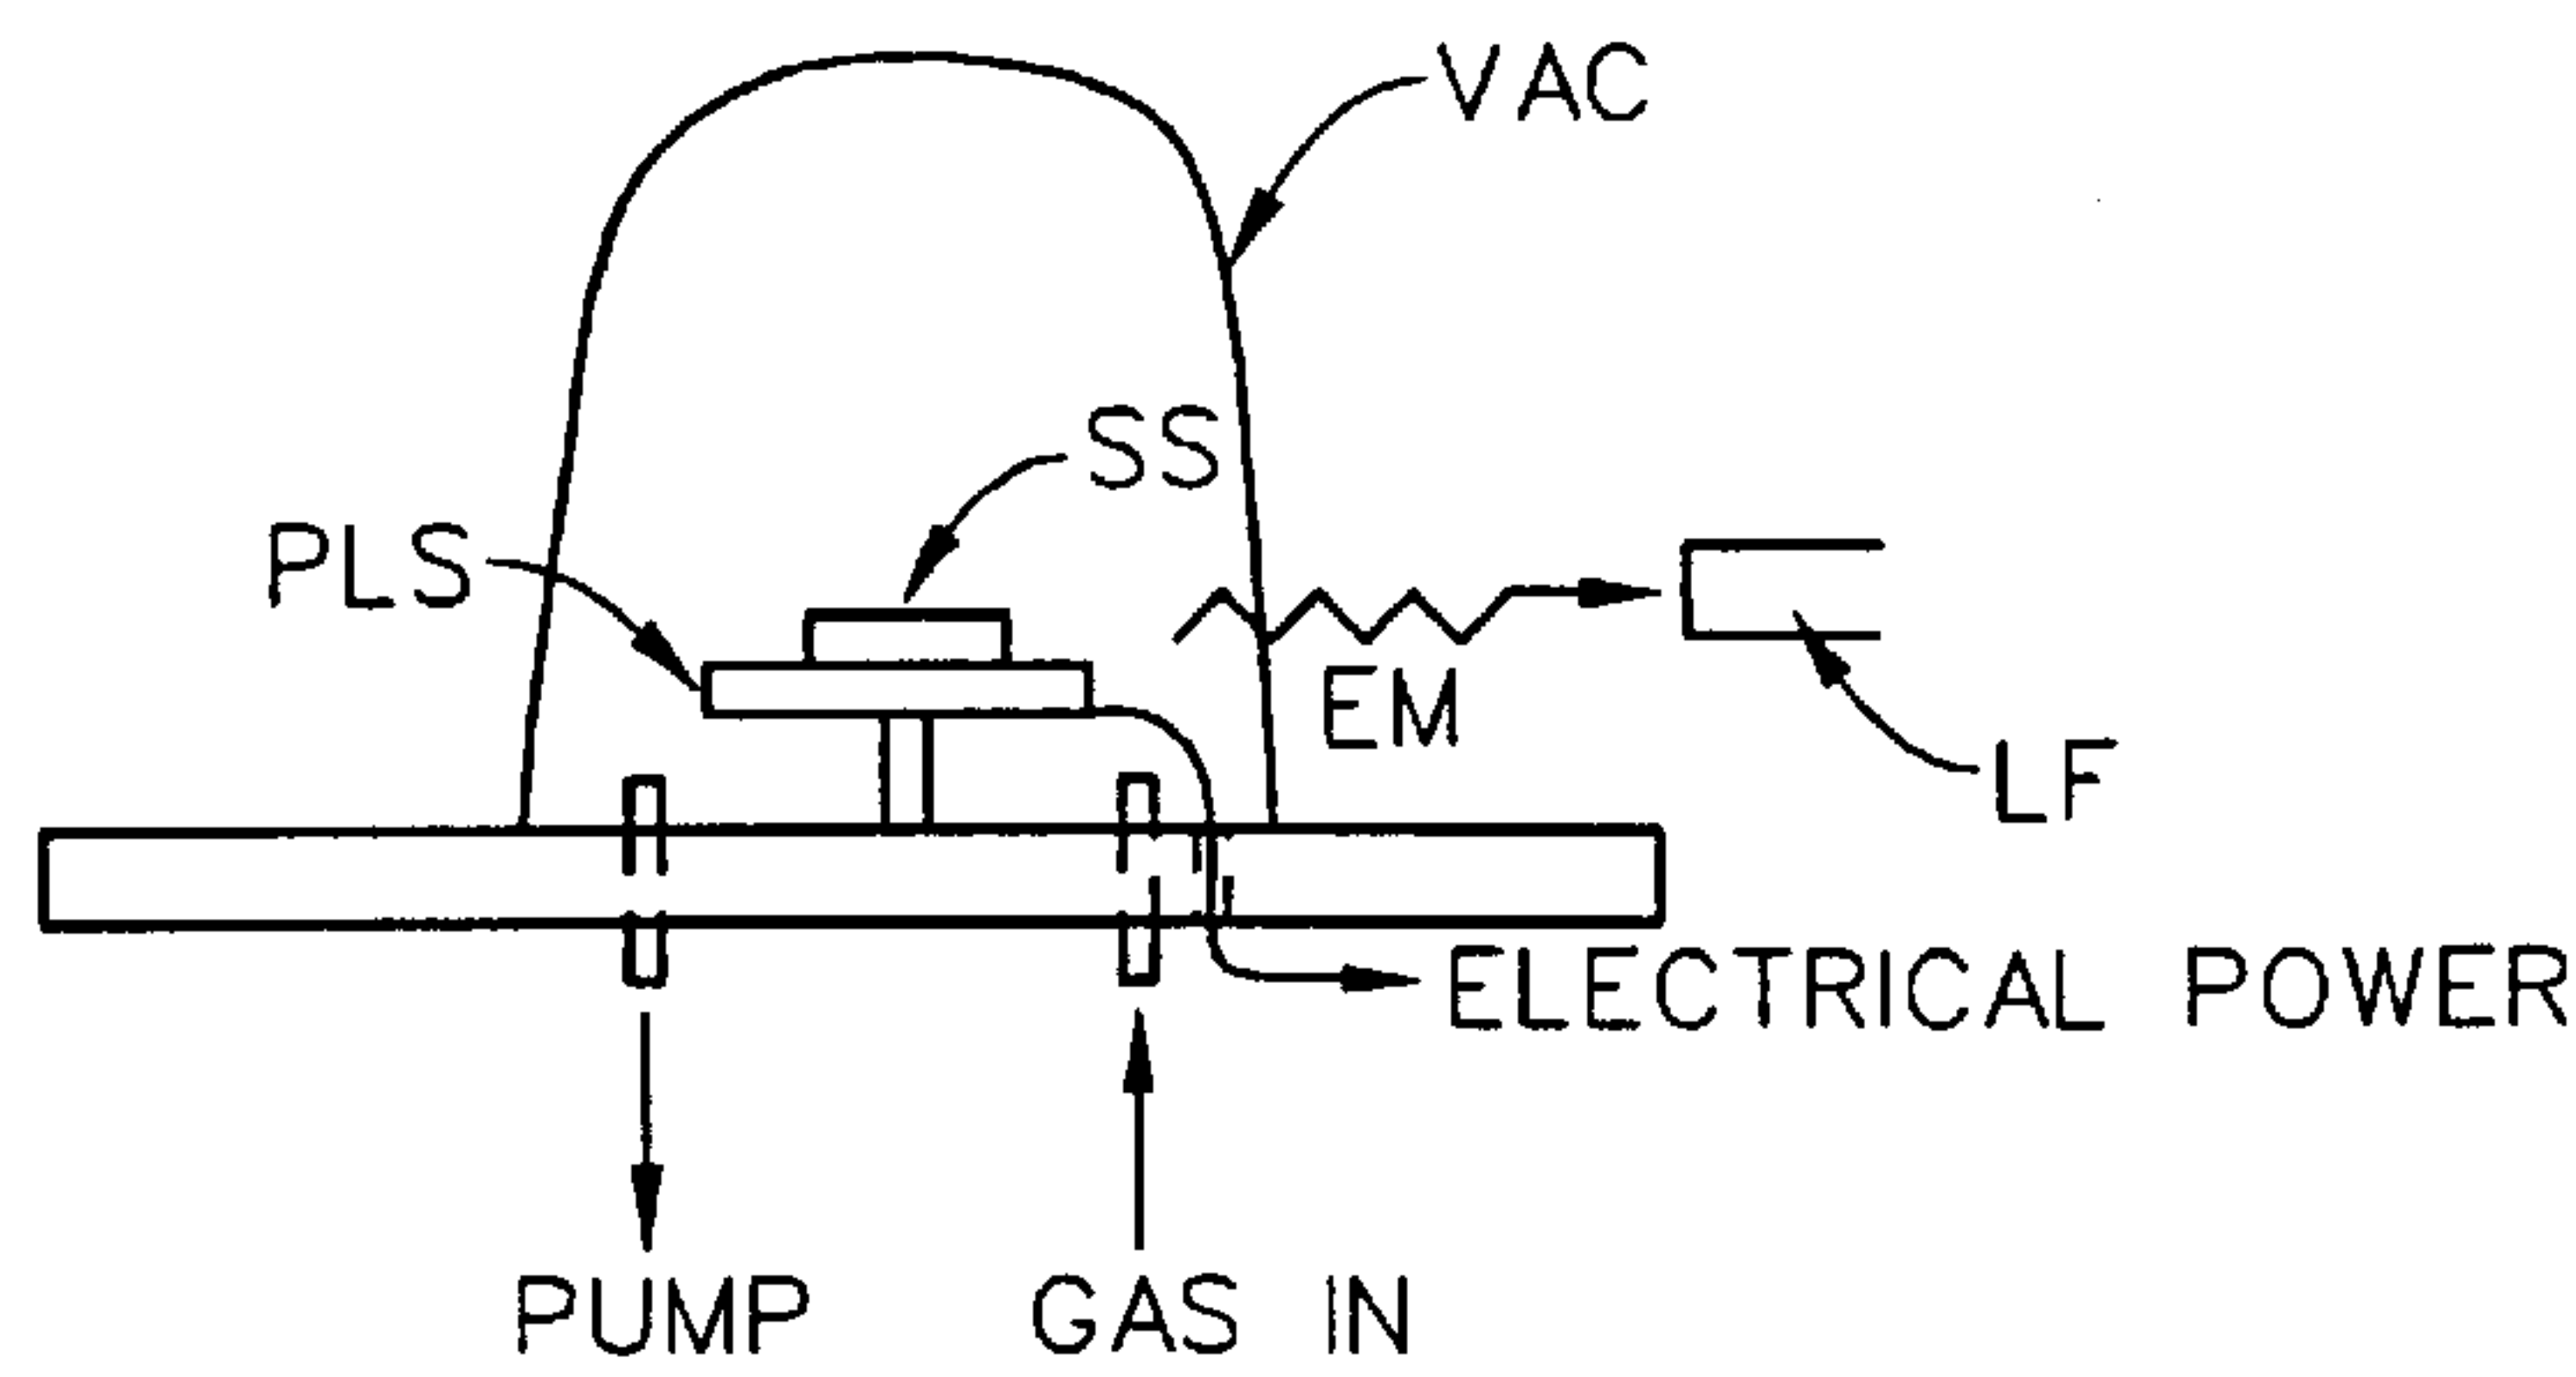 VAC
SS
PLS
EM
LF
ELECTRICAL POWER
PUMP
GAS IN